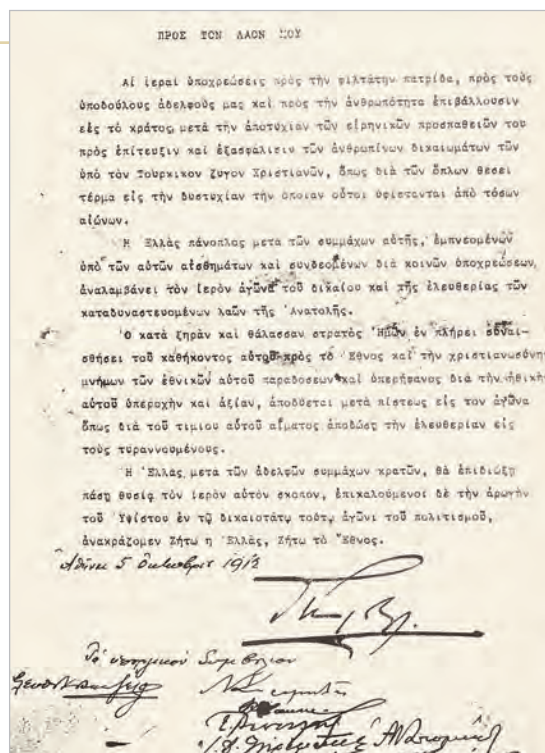 ΠΡΟΣ ΤΟΝ ΛΑΟΝ ΜΟΥ
Αἱ ἱεραὶ ὑποχρεώσεις πρὸς τὴν φιλτάτην πατρίδα, πρὸς τοὺς
ὑποδούλους ἀδελφούς μας καὶ πρὸς τὴν ἀνθρωπότητα ἐπιβάλλουσιν
εἰς τὸ κράτος, μετὰ τὴν ἀποτυχίαν τῶν εἰρηνικῶν προσπαθειῶν του
πρὸς ἐπίτευξιν καὶ ἐξασφάλισιν τῶν ἀνθρωπίνων δικαιωμάτων τῶν
ὑπὸ τὸν Τουρκικὸν ζυγὸν Χριστιανῶν, ὅπως διὰ τῶν ὅπλων θέσει
τέρμα εἰς τὴν δυστυχίαν τὴν ὁποίαν οὗτοι ὑφίστανται ἀπὸ τόσων
αἰώνων.
Ἡ Ἑλλὰς πάνοπλος μετὰ τῶν συμμάχων αὐτῆς, ἐμπνεομένων
ὑπὸ τῶν αὐτῶν αἰσθημάτων καὶ συνδεομένων διὰ κοινῶν ὑποχρεώσεων,
ἀναλαμβάνει τὸν ἱερὸν ἀγῶνα τοῦ δικαίου καὶ τῆς ἐλευθερίας τῶν
καταδυναστευομένων λαῶν τῆς Ἀνατολῆς.
Ὁ κατὰ ξηρὰν καὶ θάλασσαν στρατὸς Ἡμῶν ἐν πλήρει συναι-
σθήσει τοῦ καθήκοντος αὐτοῦ πρὸς τὸ Ἔθνος καὶ τὴν χριστιανωσύνην
μνήμων τῶν ἐθνικῶν αὐτοῦ παραδόσεων καὶ ὑπερήφανος διὰ τὴν ἠθικὴν
αὐτοῦ ὑπεροχὴν καὶ ἀξίαν, ἀποδύεται μετὰ πίστεως εἰς τὸν ἀγῶνα
ὅπως διὰ τοῦ τιμίου αὐτοῦ αἵματος ἀποδώσῃ τὴν ἐλευθερίαν εἰς
τοὺς τυραννουμένους.
Ἡ Ἑλλὰς μετὰ τῶν ἀδελφῶν συμμάχων κρατῶν, θὰ ἐπιδιώξῃ
πάσῃ θυσίᾳ τὸν ἱερὸν αὐτὸν σκοπόν, ἐπικαλούμενοι δὲ τὴν ἀρωγὴν
τοῦ Ὑψίστου ἐν τῷ δικαιοτάτῳ τούτῳ ἀγῶνι τοῦ πολιτισμοῦ,
ἀνακράζομεν Ζήτω ἡ Ἑλλάς, Ζήτω τὸ Ἔθνος.
Ἀθῆναι 5 Ὀκτωβρίου 1912
Τὸ ὑπουργικὸν Συμβούλιον